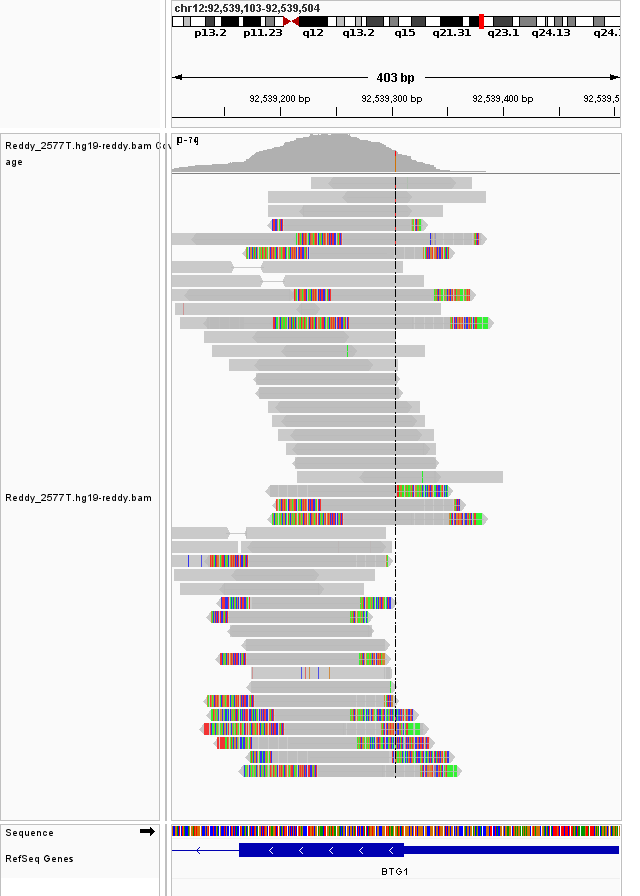 chr12:92,539,103-92,539,504
p13.2 p11.23 q12 q13.2 q15 q21.31 q23.1 q24.13 q24.
403 bp
92,539,200 bp 92,539,300 bp 92,539,400 bp 92,539,5
Reddy_2577T.hg19-reddy.bam Cov
age
[0-74]
Reddy_2577T.hg19-reddy.bam
Sequence
RefSeq Genes
BTG1